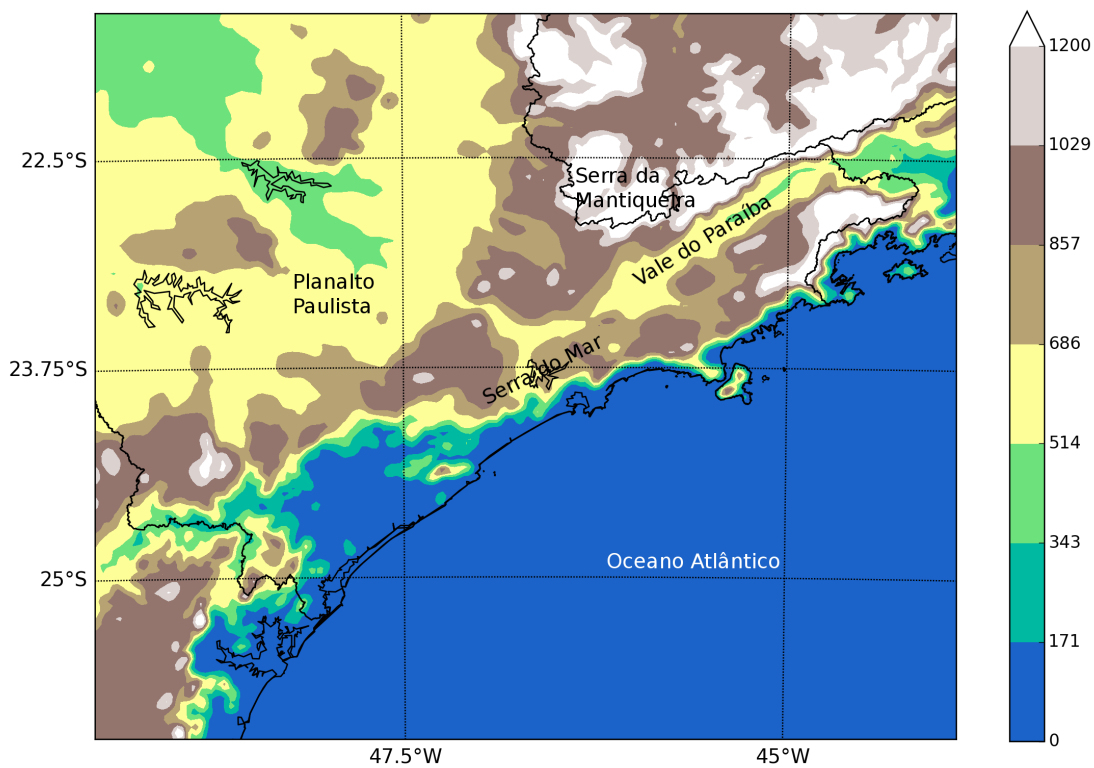 22.5°S
23.75°S
25°S
47.5°W
45°W
Serra da
Mantiqueira
Vale do Paraíba
Planalto
Paulista
Serra do Mar
Oceano Atlântico
1200
1029
857
686
514
343
171
0